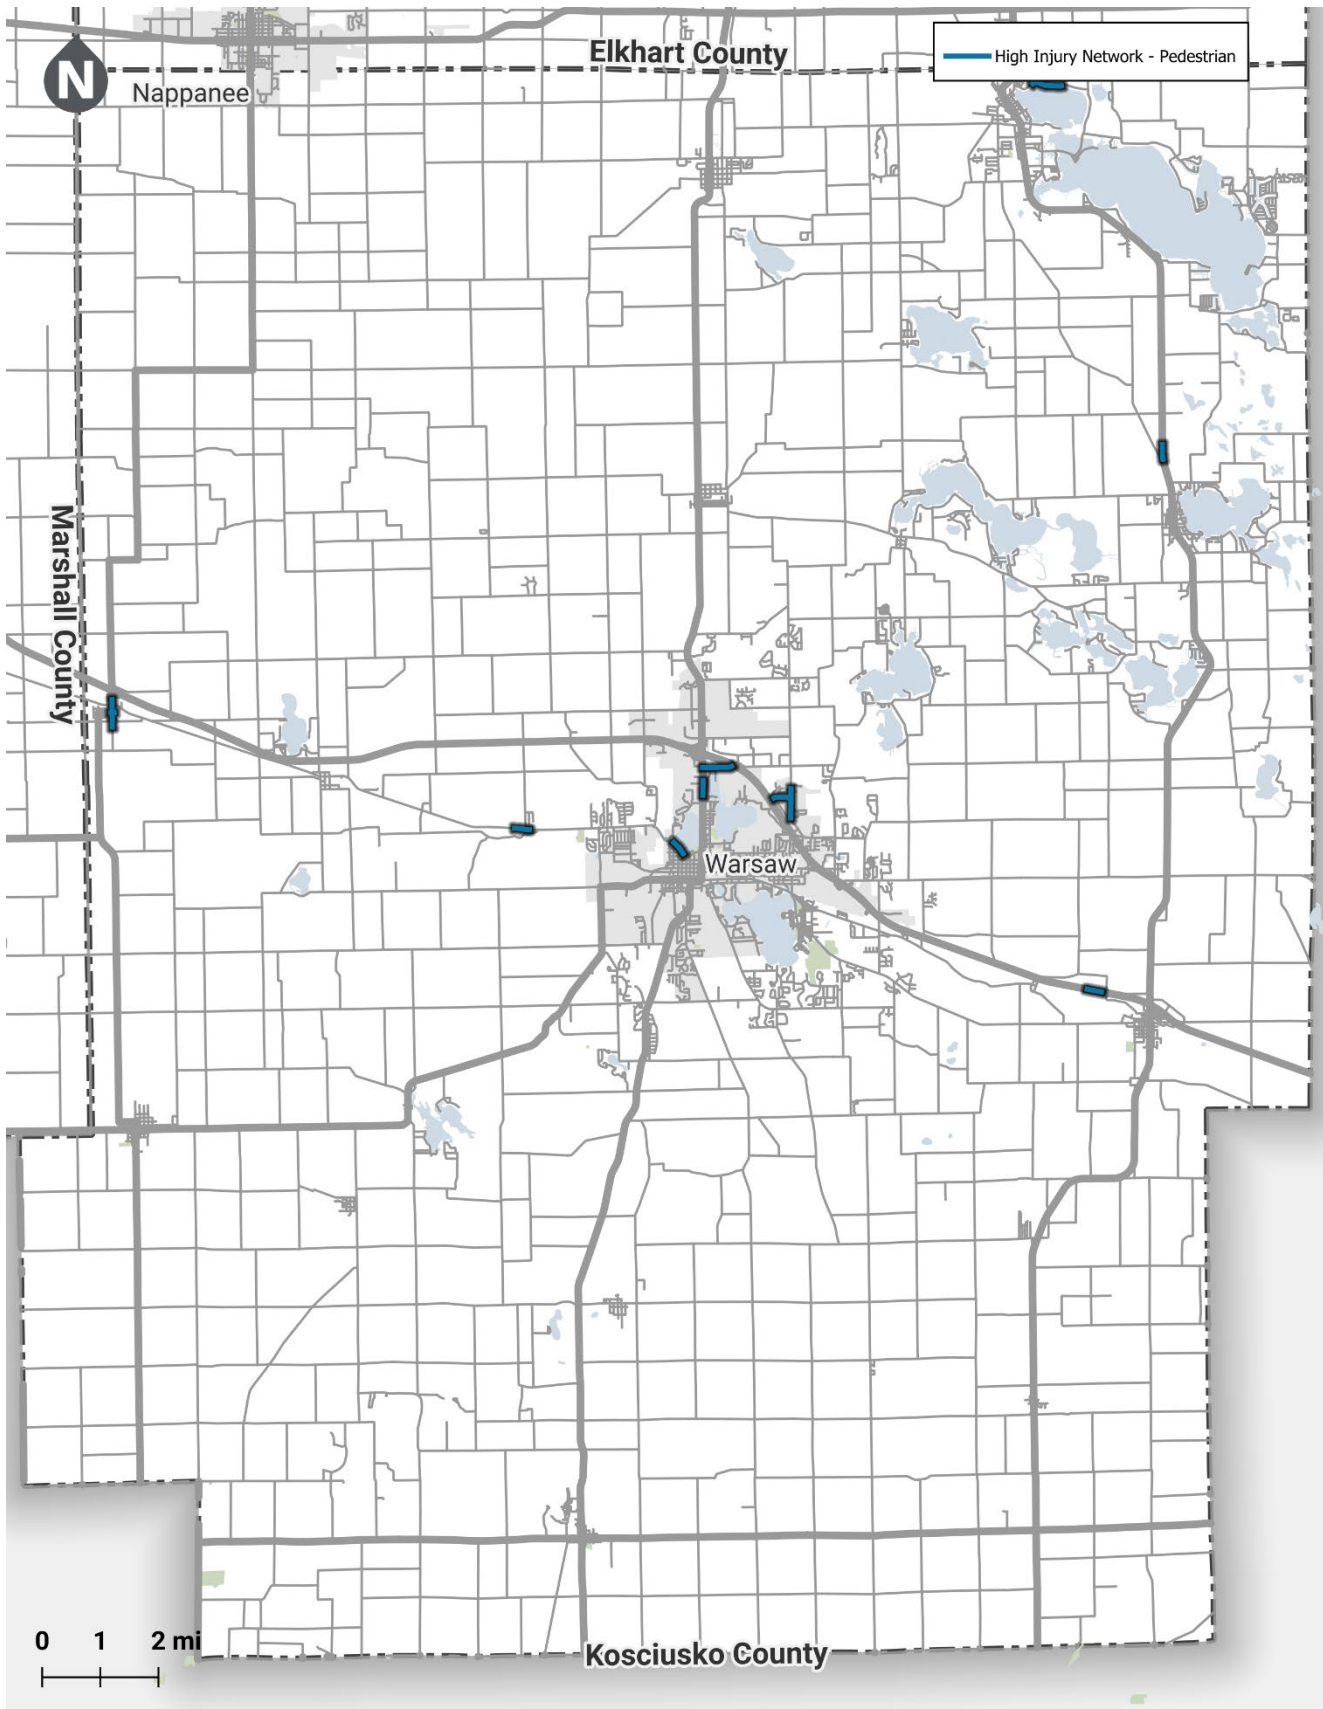 Elkhart County
High Injury Network - Pedestrian
N
Nappanee
Marshall County
Warsaw
0 1 2 mi
Kosciusko County